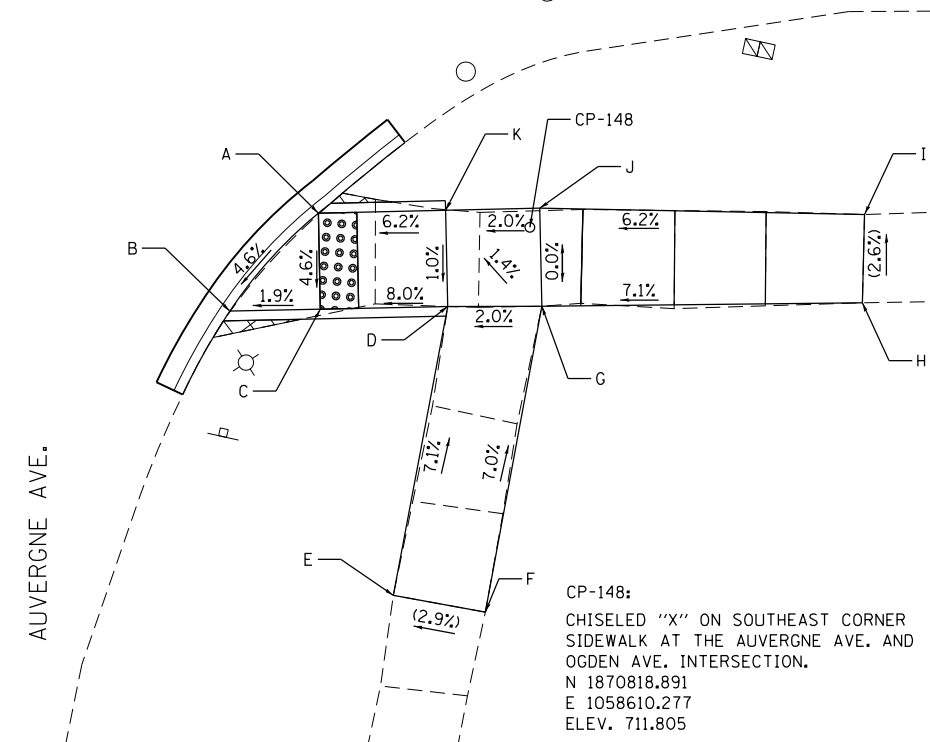 CP-148
K
A
J
I
B
4.6%
4.6%
6.2%
1.0%
2.0%
1.4%
0.0%
6.2%
(2.6%)
1.9%
8.0%
7.1%
2.0%
D
C
G
H
7.1%
7.0%
E
F
(2.9%)
AUVERGNE AVE.
CP-148:
CHISELED "X" ON SOUTHEAST CORNER
SIDEWALK AT THE AUVERGNE AVE. AND
OGDEN AVE. INTERSECTION.
N 1870818.891
E 1058610.277
ELEV. 711.805